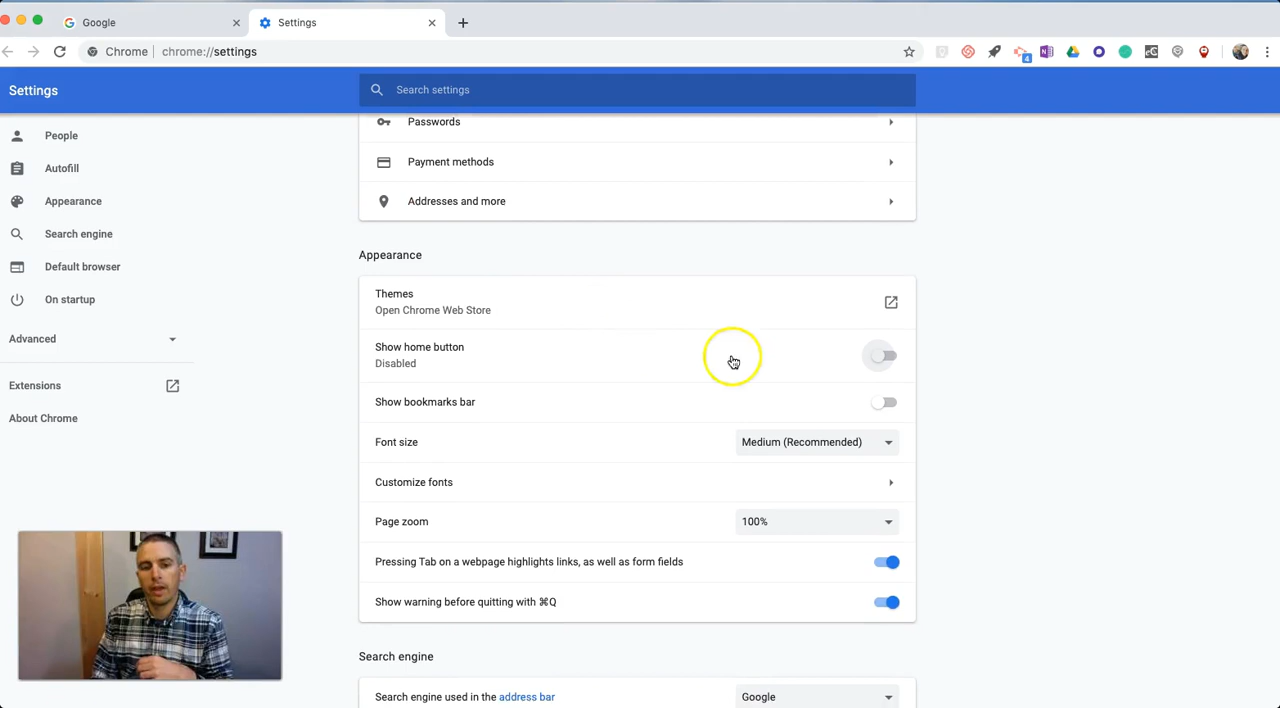 Google
Settings
Chrome | chrome://settings
4
Settings
Search settings
People
Autofill
Appearance
Search engine
Default browser
On startup
Advanced
Extensions
About Chrome
Passwords
Payment methods
Addresses and more
Appearance
Themes
Open Chrome Web Store
Show home button
Disabled
Show bookmarks bar
Font size
Medium (Recommended)
Customize fonts
Page zoom
100%
Pressing Tab on a webpage highlights links, as well as form fields
Show warning before quitting with ⌘Q
Search engine
Search engine used in the address bar
Google